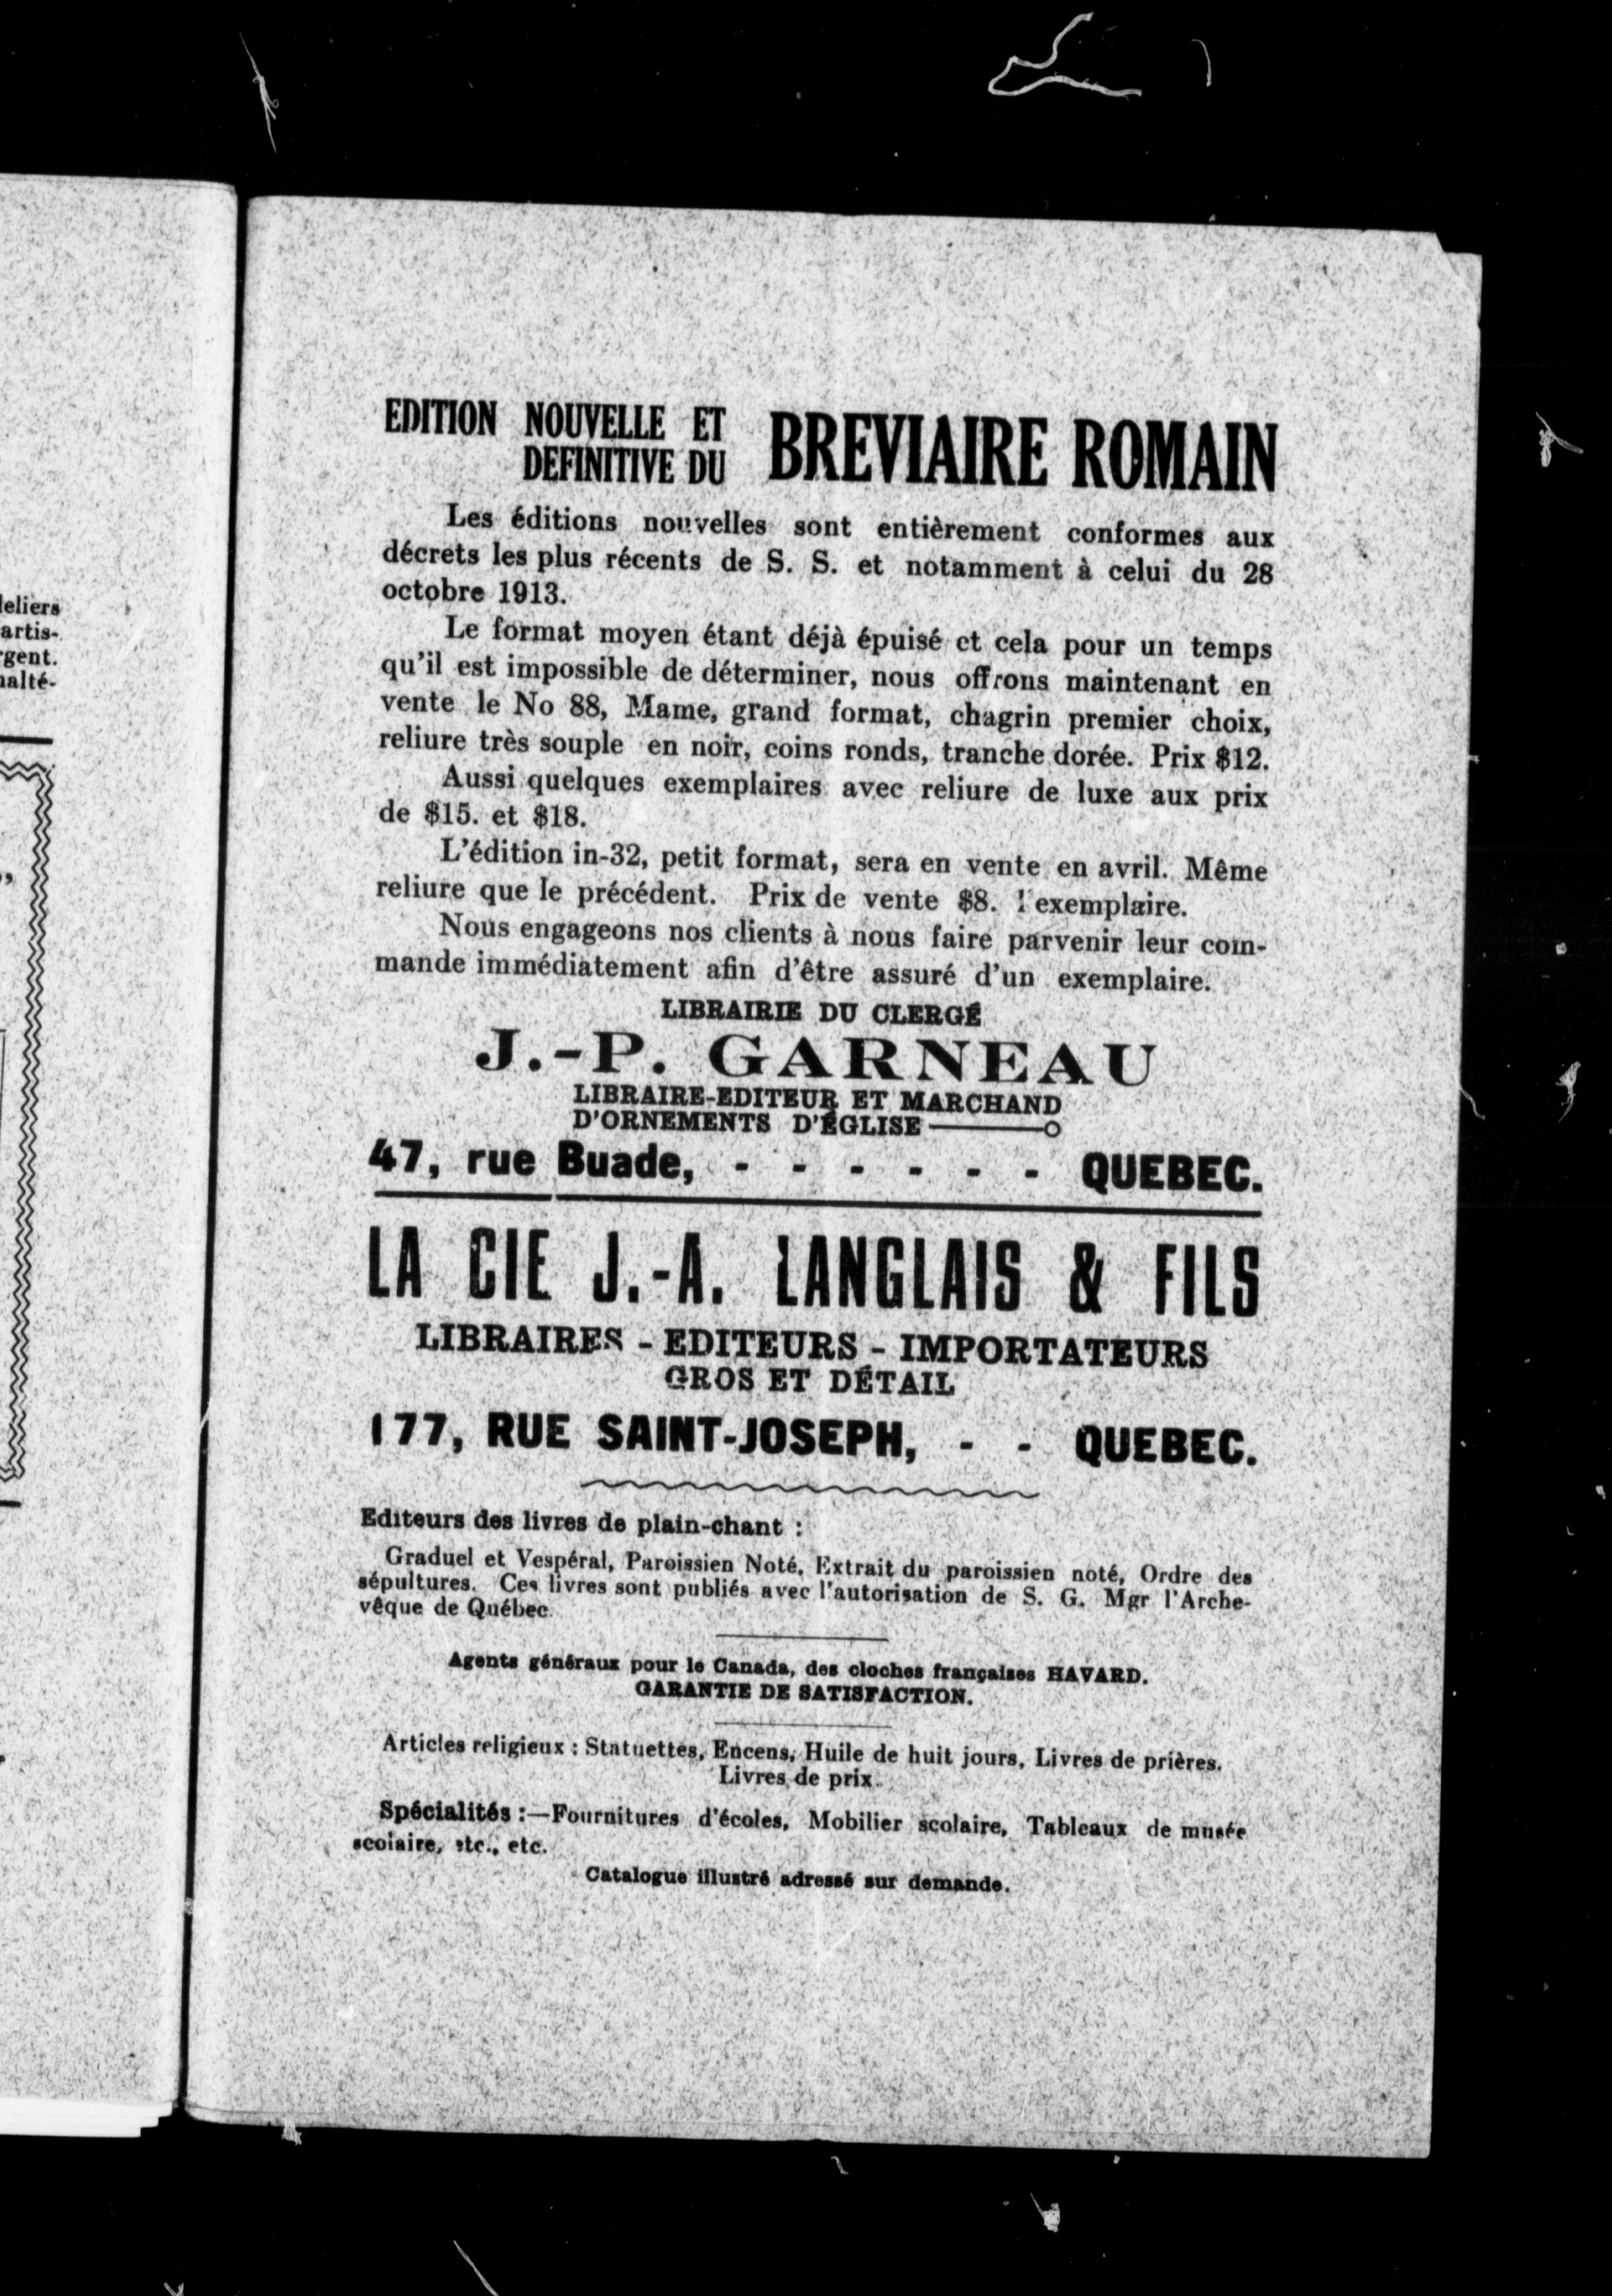 EDITION NOUVELLE ET
DEFINITIVE DU
BREVIAIRE ROMAIN
Les éditions nouvelles sont entièrement conformes aux
décrets les plus récents de S. S. et notamment à celui du 28
octobre 1913.
Le format moyen étant déjà épuisé et cela pour un temps
qu'il est impossible de déterminer, nous offrons maintenant en
vente le No 88, Mame, grand format, chagrin premier choix,
reliure très souple en noir, coins ronds, tranche dorée. Prix $12.
Aussi quelques exemplaires avec reliure de luxe aux prix
de $15. et $18.
L'édition in-32, petit format, sera en vente en avril. Même
reliure que le précédent. Prix de vente $8. l'exemplaire.
Nous engageons nos clients à nous faire parvenir leur com-
mande immédiatement afin d'être assuré d'un exemplaire.
LIBRAIRIE DU CLERGÉ
J.-P. GARNEAU
LIBRAIRE-EDITEUR ET MARCHAND
D'ORNEMENTS D'ÉGLISE
47, rue Buade, - - - - - - QUEBEC.
LA CIE J.-A. LANGLAIS & FILS
LIBRAIRES - EDITEURS - IMPORTATEURS
GROS ET DÉTAIL
177, RUE SAINT-JOSEPH, - - QUEBEC.
Editeurs des livres de plain-chant :
Graduel et Vespéral, Paroissien Noté, Extrait du paroissien noté, Ordre des
sépultures. Ces livres sont publiés avec l'autorisation de S. G. Mgr l'Arche-
vêque de Québec.
Agents généraux pour le Canada, des cloches françaises HAVARD.
GARANTIE DE SATISFACTION.
Articles religieux : Statuettes, Encens, Huile de huit jours, Livres de prières.
Livres de prix.
Spécialités :—Fournitures d'écoles, Mobilier scolaire, Tableaux de musée
scolaire, etc., etc.
Catalogue illustré adressé sur demande.